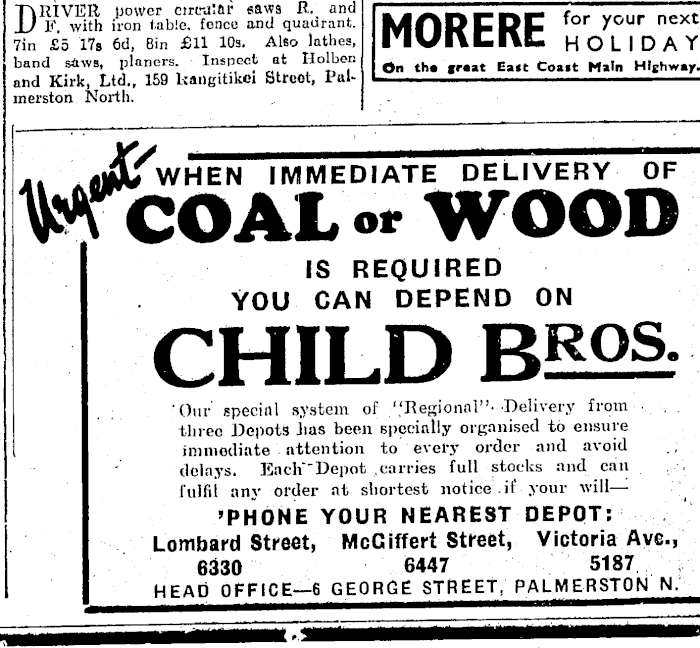 DRIVER power circular saws R. and
F. with iron table. fence and quadrant.
7in £5 17s 6d, 8in £11 10s. Also lathes,
band saws, planers. Inspect at Holben
and Kirk, Ltd., 159 Rangitikei Street, Pal-
merston North.
MORERE for your next
HOLIDAY
On the great East Coast Main Highway.
Urgent—
WHEN IMMEDIATE DELIVERY OF
COAL or WOOD
IS REQUIRED
YOU CAN DEPEND ON
CHILD BROS.
Our special system of "Regional" Delivery from
three Depots has been specially organised to ensure
immediate attention to every order and avoid
delays. Each Depot carries full stocks and can
fulfil any order at shortest notice if your will—
'PHONE YOUR NEAREST DEPOT:
Lombard Street, McGiffert Street, Victoria Ave.,
6330 6447 5187
HEAD OFFICE—6 GEORGE STREET, PALMERSTON N.